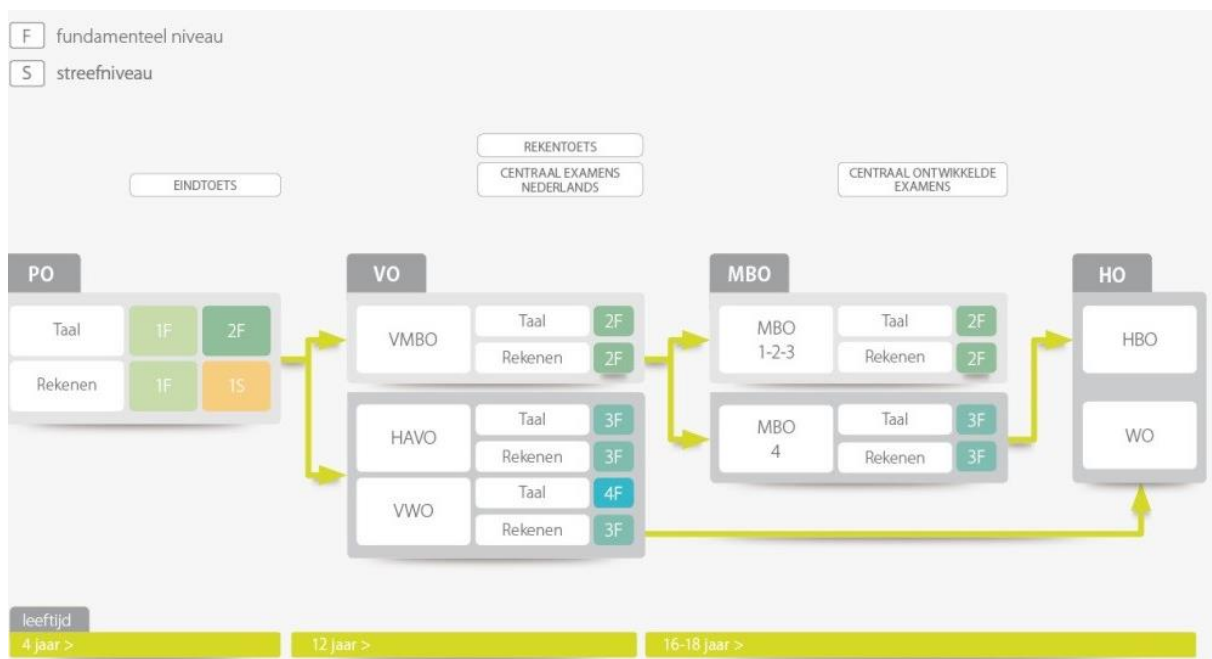 F fundamenteel niveau
S streefniveau
EINDTOETS
REKENTOETS
CENTRAAL EXAMENS
NEDERLANDS
CENTRAAL ONTWIKKELDE
EXAMENS
PO
Taal 1F 2F
Rekenen 1F 1S
VO
VMBO
Taal 2F
Rekenen 2F
HAVO
Taal 3F
Rekenen 3F
VWO
Taal 4F
Rekenen 3F
MBO
MBO
1-2-3
Taal 2F
Rekenen 2F
MBO
4
Taal 3F
Rekenen 3F
HO
HBO
WO
leeftijd
4 jaar >
12 jaar >
16-18 jaar >